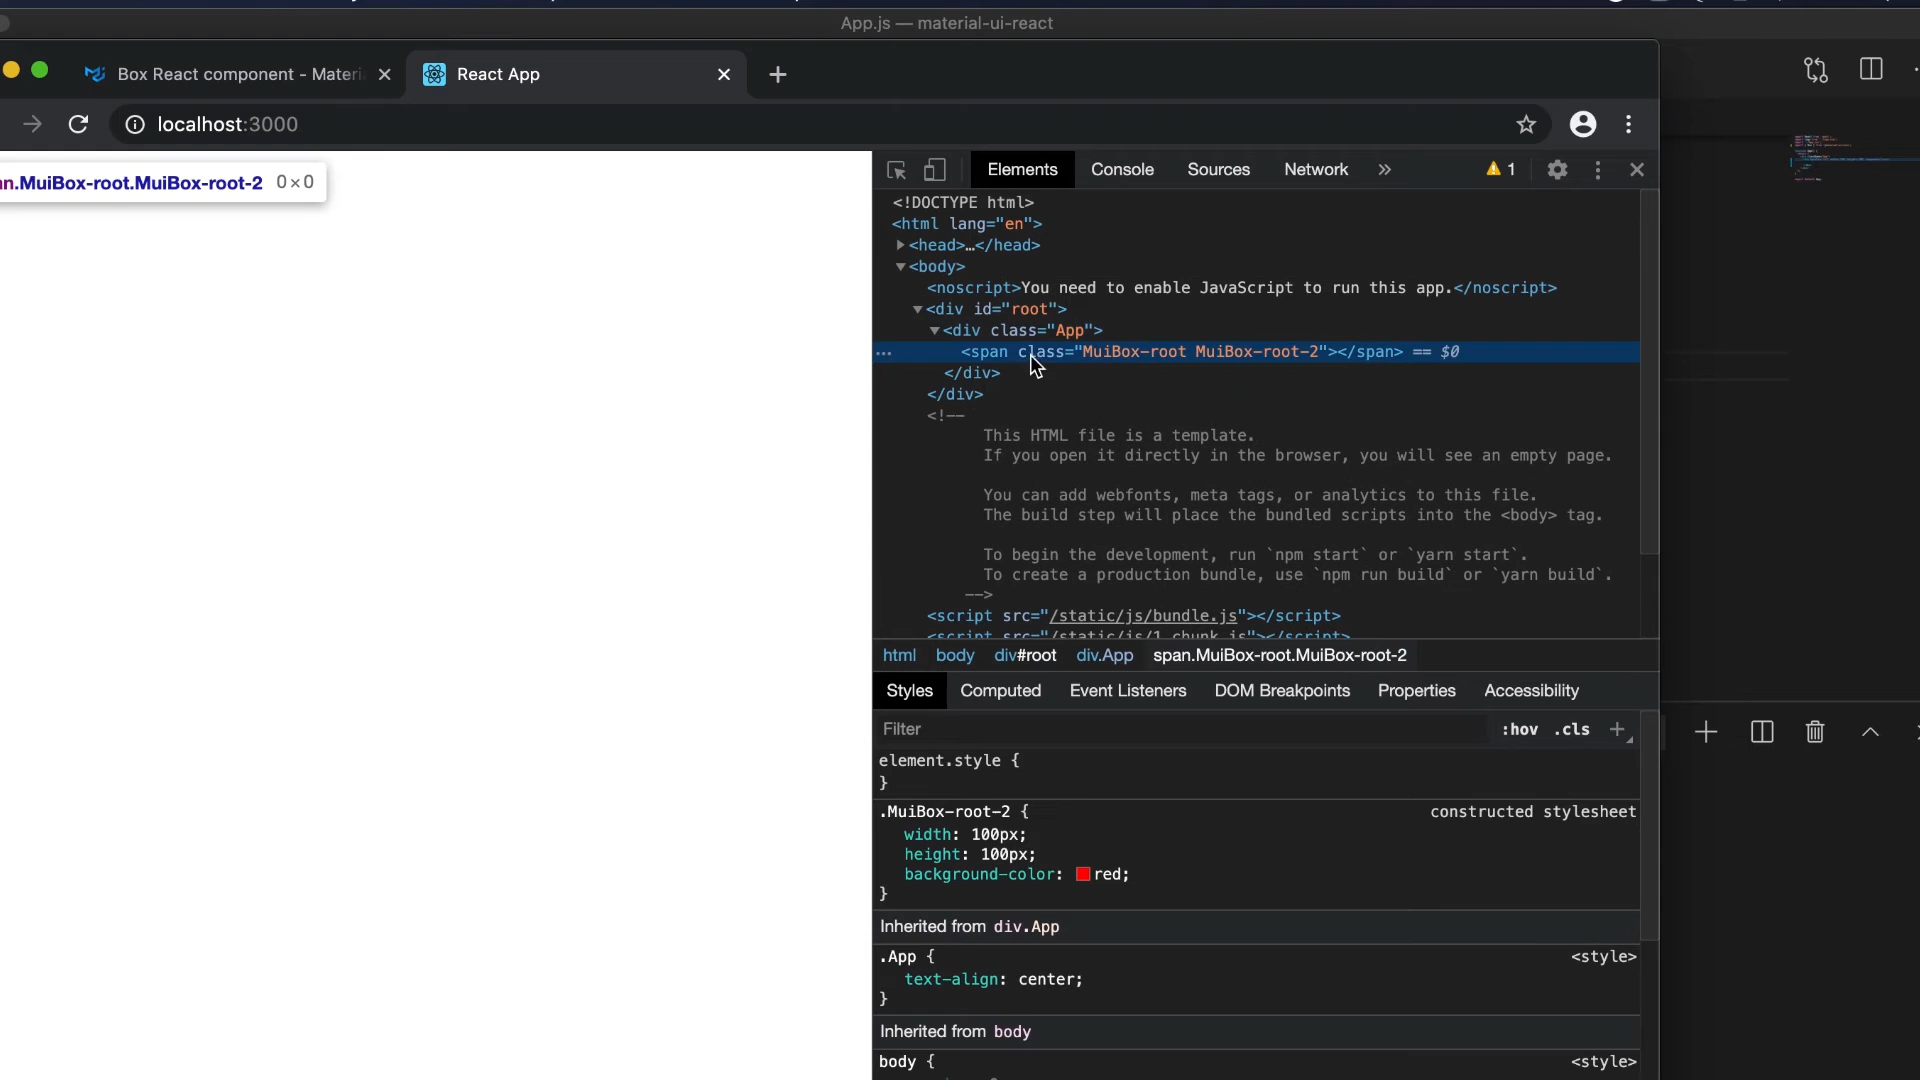 App.js — material-ui-react
Box React component - Materi
React App
localhost:3000
an.MuiBox-root.MuiBox-root-2 0×0
Elements Console Sources Network » 1
<!DOCTYPE html>
<html lang="en">
<head>…</head>
<body>
<noscript>You need to enable JavaScript to run this app.</noscript>
<div id="root">
<div class="App">
<span class="MuiBox-root MuiBox-root-2"></span> == $0
</div>
</div>
<!--
This HTML file is a template.
If you open it directly in the browser, you will see an empty page.
You can add webfonts, meta tags, or analytics to this file.
The build step will place the bundled scripts into the <body> tag.
To begin the development, run `npm start` or `yarn start`.
To create a production bundle, use `npm run build` or `yarn build`.
-->
<script src="/static/js/bundle.js"></script>
<script src="/static/js/1.chunk.js"></script>
html body div#root div.App span.MuiBox-root.MuiBox-root-2
Styles Computed Event Listeners DOM Breakpoints Properties Accessibility
Filter :hov .cls +
element.style {
}
.MuiBox-root-2 { constructed stylesheet
width: 100px;
height: 100px;
background-color: red;
}
Inherited from div.App
.App { <style>
text-align: center;
}
Inherited from body
body { <style>